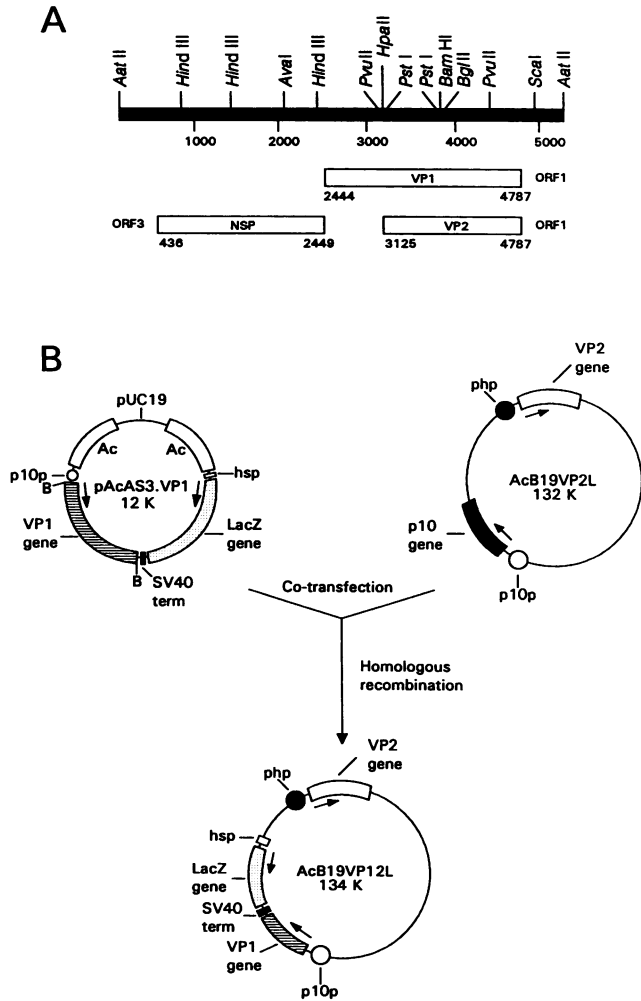 A
Aat II
Hind III
Hind III
Ava I
Hind III
Pvu II
Hpa II
Pst I
Pst I
Bam HI
Bgl II
Pvu II
Sca I
Aat II
1000 2000 3000 4000 5000
VP1 ORF1
2444 4787
ORF3 NSP VP2 ORF1
436 2449 3125 4787
B
pUC19
Ac Ac
p10p
B
hsp
pAcAS3.VP1
12 K
VP1
gene
LacZ
gene
B
SV40
term
VP2
gene
php
AcB19VP2L
132 K
p10
gene
p10p
Co-transfection
Homologous
recombination
VP2
gene
php
hsp
LacZ
gene
AcB19VP12L
134 K
SV40
term
VP1
gene
p10p